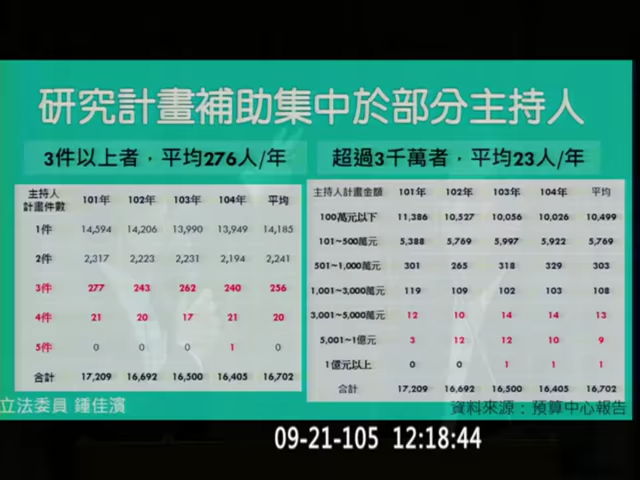 研究計畫補助集中於部分主持人
3件以上者，平均276人/年
主持人計畫件數 101年 102年 103年 104年 平均
1件 14,594 14,206 13,990 13,949 14,185
2件 2,317 2,223 2,231 2,194 2,241
3件 277 243 262 240 256
4件 21 20 17 21 20
5件 0 0 0 1 0
合計 17,209 16,692 16,500 16,405 16,702
超過3千萬者，平均23人/年
主持人計畫金額 101年 102年 103年 104年 平均
100萬元以下 11,386 10,527 10,056 10,026 10,499
101~500萬元 5,388 5,769 5,997 5,922 5,769
501~1,000萬元 301 265 318 329 303
1,001~3,000萬元 119 109 102 103 108
3,001~5,000萬元 12 10 14 14 13
5,001~1億元 3 12 12 10 9
1億元以上 0 0 1 1 1
合計 17,209 16,692 16,500 16,405 16,702
立法委員 鍾佳濱
資料來源：預算中心報告
09-21-105 12:18:44